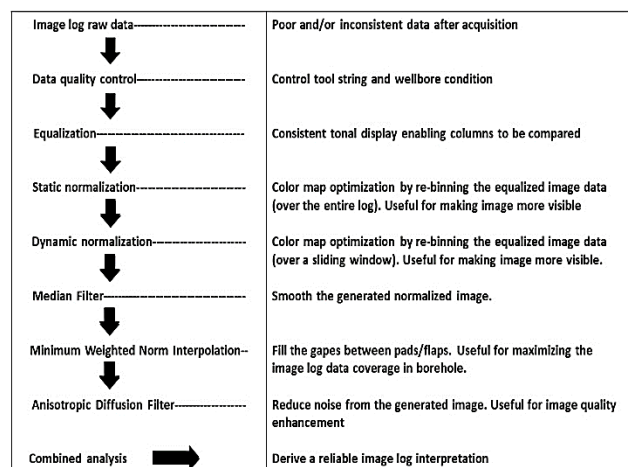 Image log raw data--------------------------- Poor and/or inconsistent data after acquisition
Data quality control-------------------------- Control tool string and wellbore condition
Equalization----------------------------------- Consistent tonal display enabling columns to be compared
Static normalization-------------------------- Color map optimization by re-binning the equalized image data
(over the entire log). Useful for making image more visible
Dynamic normalization---------------------- Color map optimization by re-binning the equalized image data
(over a sliding window). Useful for making image more visible.
Median Filter---------------------------------- Smooth the generated normalized image.
Minimum Weighted Norm Interpolation-- Fill the gapes between pads/flaps. Useful for maximizing the
image log data coverage in borehole.
Anisotropic Diffusion Filter----------------- Reduce noise from the generated image. Useful for image quality
enhancement
Combined analysis Derive a reliable image log interpretation